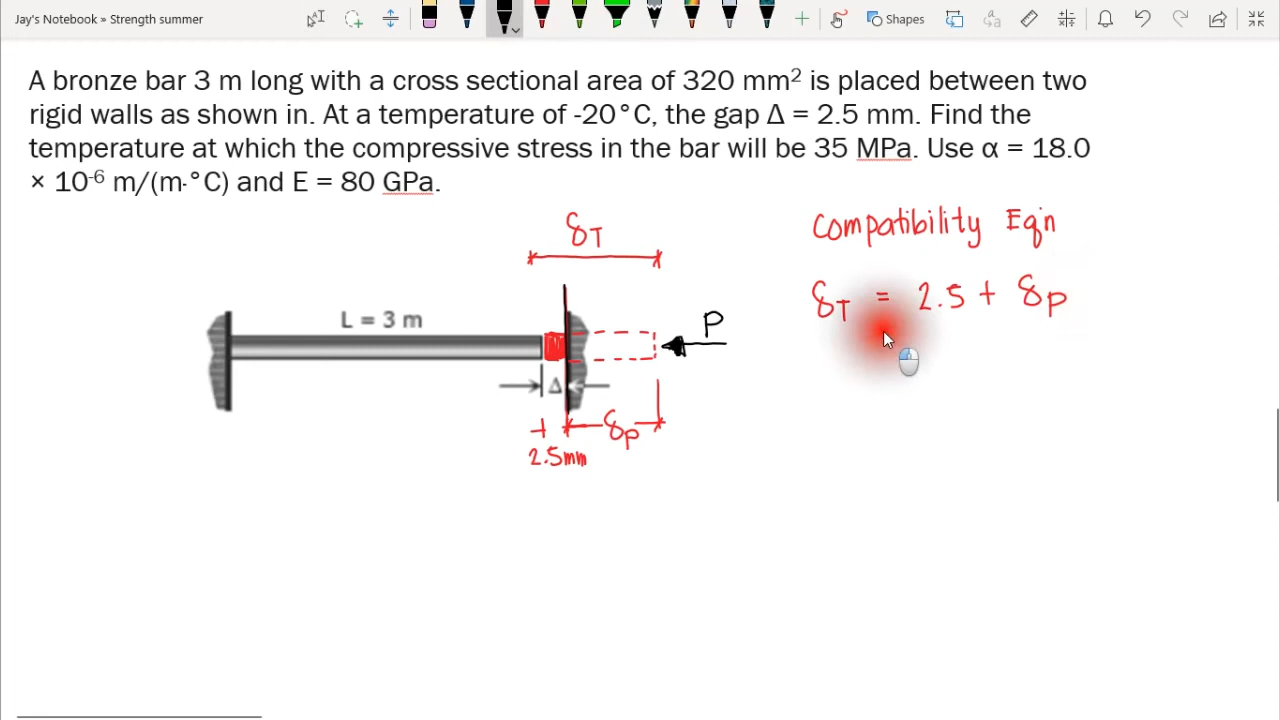 Jay's Notebook » Strength summer
Shapes
A bronze bar 3 m long with a cross sectional area of 320 mm² is placed between two
rigid walls as shown in. At a temperature of -20°C, the gap Δ = 2.5 mm. Find the
temperature at which the compressive stress in the bar will be 35 MPa. Use α = 18.0
× 10⁻⁶ m/(m·°C) and E = 80 GPa.
δT
Compatibility Eq'n
δT = 2.5 + δP
L = 3 m
P
Δ
+ δP
2.5mm